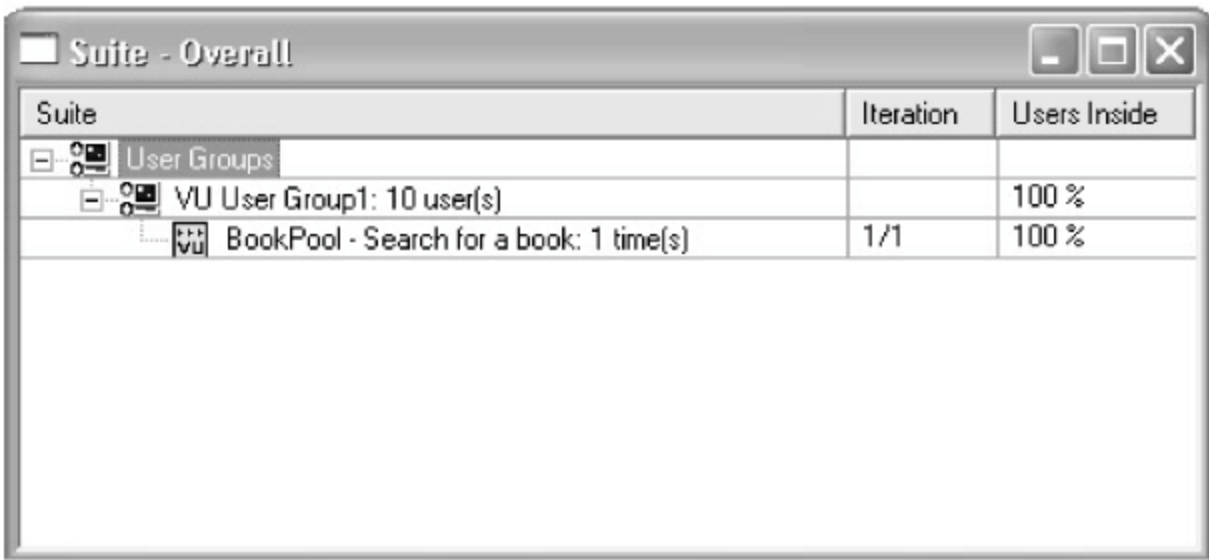 Suite - Overall
Suite Iteration Users Inside
User Groups
VU User Group1: 10 user(s) 100 %
VU BookPool - Search for a book: 1 time(s) 1/1 100 %